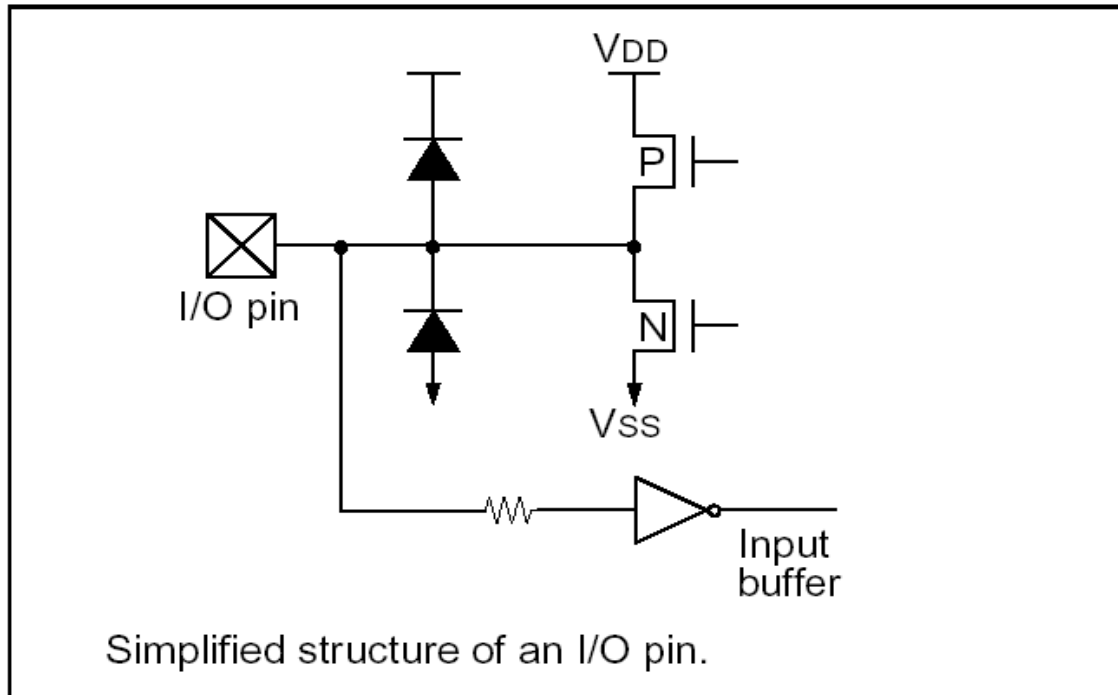 VDD
P
I/O pin
N
VSS
Input
buffer
Simplified structure of an I/O pin.